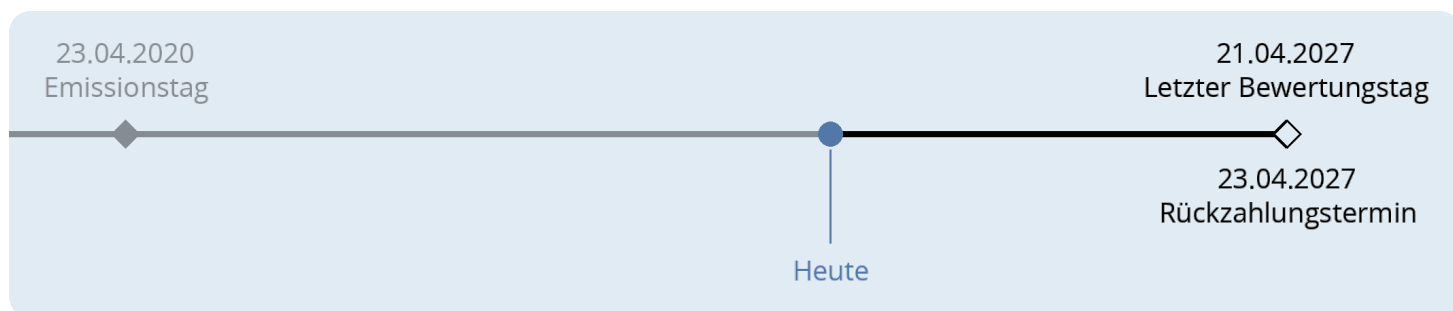 23.04.2020
Emissionstag
21.04.2027
Letzter Bewertungstag
23.04.2027
Rückzahlungstermin
Heute